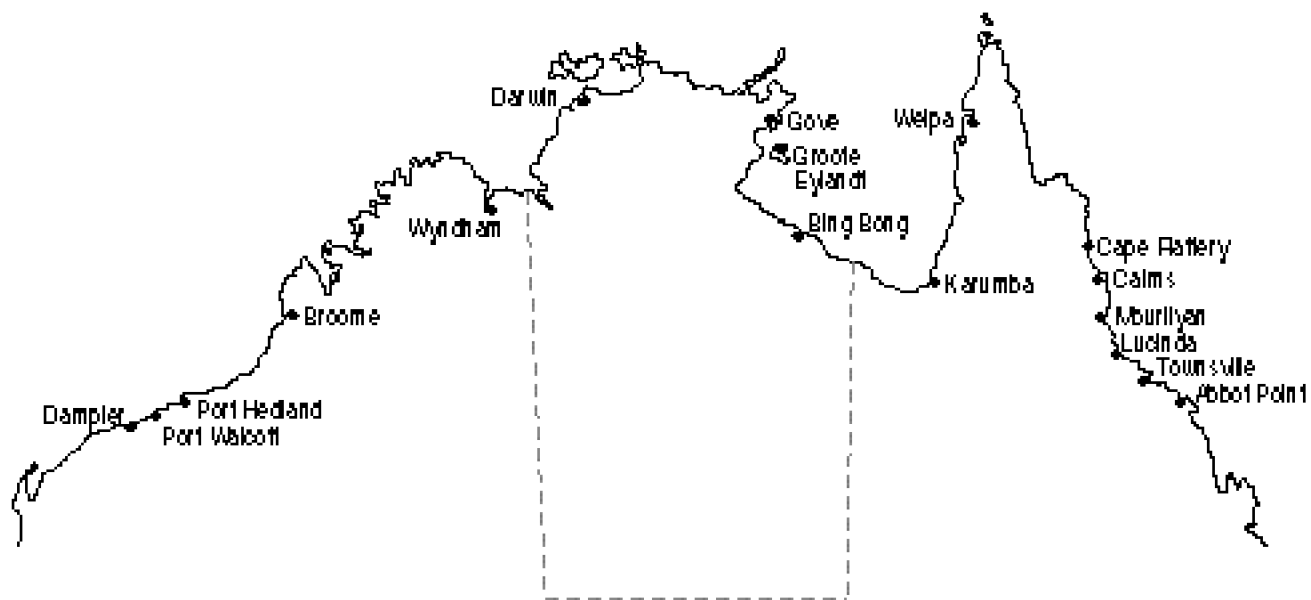 Darwin
Gove
Weipa
Groote
Eylandt
Wyndham
Bing Bong
Cape Flattery
Karumba
Cairns
Broome
Mourilyan
Lucinda
Townsville
Abbot Point
Port Hedland
Dampier
Port Walcott